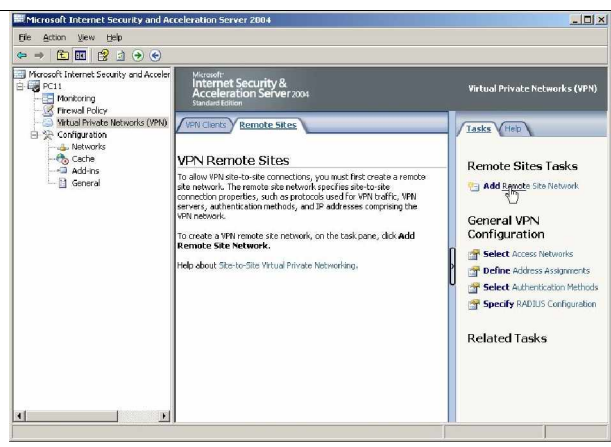 Microsoft Internet Security and Acceleration Server 2004
File Action View Help
Microsoft Internet Security and Acceler
PC11
Monitoring
Firewall Policy
Virtual Private Networks (VPN)
Configuration
Networks
Cache
Add-ins
General
Microsoft
Internet Security &
Acceleration Server 2004
Standard Edition
Virtual Private Networks (VPN)
VPN Clients Remote Sites
VPN Remote Sites
To allow VPN site-to-site connections, you must first create a remote
site network. The remote site network specifies site-to-site
connection properties, such as protocols used for VPN traffic, VPN
servers, authentication methods, and IP addresses comprising the
VPN network.
To create a VPN remote site network, on the task pane, click Add
Remote Site Network.
Help about Site-to-Site Virtual Private Networking.
Tasks Help
Remote Sites Tasks
Add Remote Site Network
General VPN
Configuration
Select Access Networks
Define Address Assignments
Select Authentication Methods
Specify RADIUS Configuration
Related Tasks